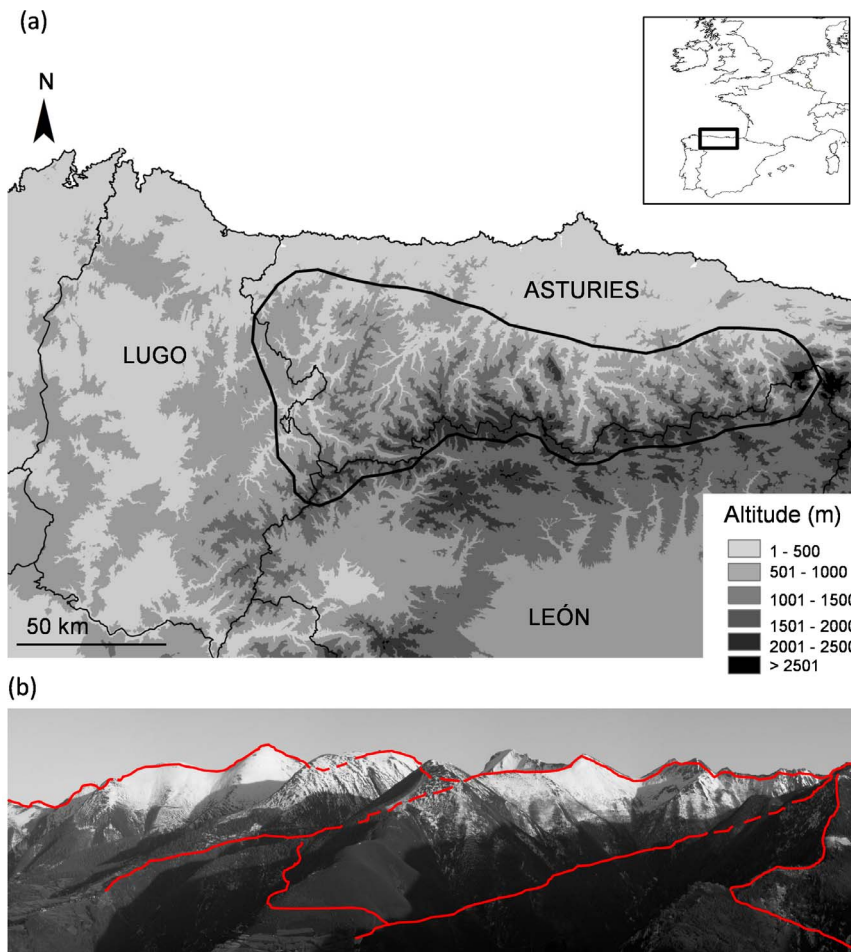 (a)
N
ASTURIES
LUGO
LEÓN
50 km
Altitude (m)
1 - 500
501 - 1000
1001 - 1500
1501 - 2000
2001 - 2500
> 2501
(b)